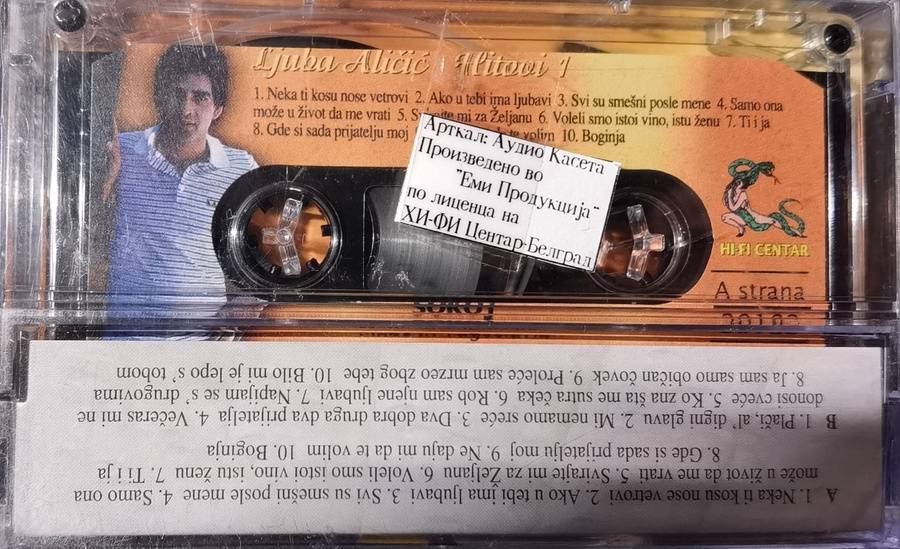 Ljuba Aličić Hitovi 1
1. Neka ti kosu nose vetrovi 2. Ako u tebi ima ljubavi 3. Svi su smešni posle mene 4. Samo ona
može u život da me vrati 5. mi za Željanu 6. Voleli smo istoi vino, istu ženu 7. Ti i ja
8. Gde si sada prijatelju moj te volim 10. Boginja
Арткал: Аудио Касета
Произведено во
"Еми Продукција"
по лиценца на
ХИ-ФИ Центар-Белград
HI-FI CENTAR
A strana
A 1. Neka ti kosu nose vetrovi 2. Ako u tebi ima ljubavi 3. Svi su smešni posle mene 4. Samo ona
može u život da me vrati 5. Svirajte mi za Željanu 6. Voleli smo istoi vino, istu ženu 7. Ti i ja
8. Gde si sada prijatelju moj 9. Ne daju mi da te volim 10. Boginja
B 1. Plači, al' digni glavu 2. Mi nemamo sreće 3. Dva dobra druga dva prijatelja 4. Večeras mi ne
donosi cveće 5. Ko zna šta me sutra čeka 6. Rob sam njene ljubavi 7. Napijam se s' drugovima
8. Ja sam samo običan čovek 9. Proleće sam mrzeo zbog tebe 10. Bilo mi je lepo s' tobom